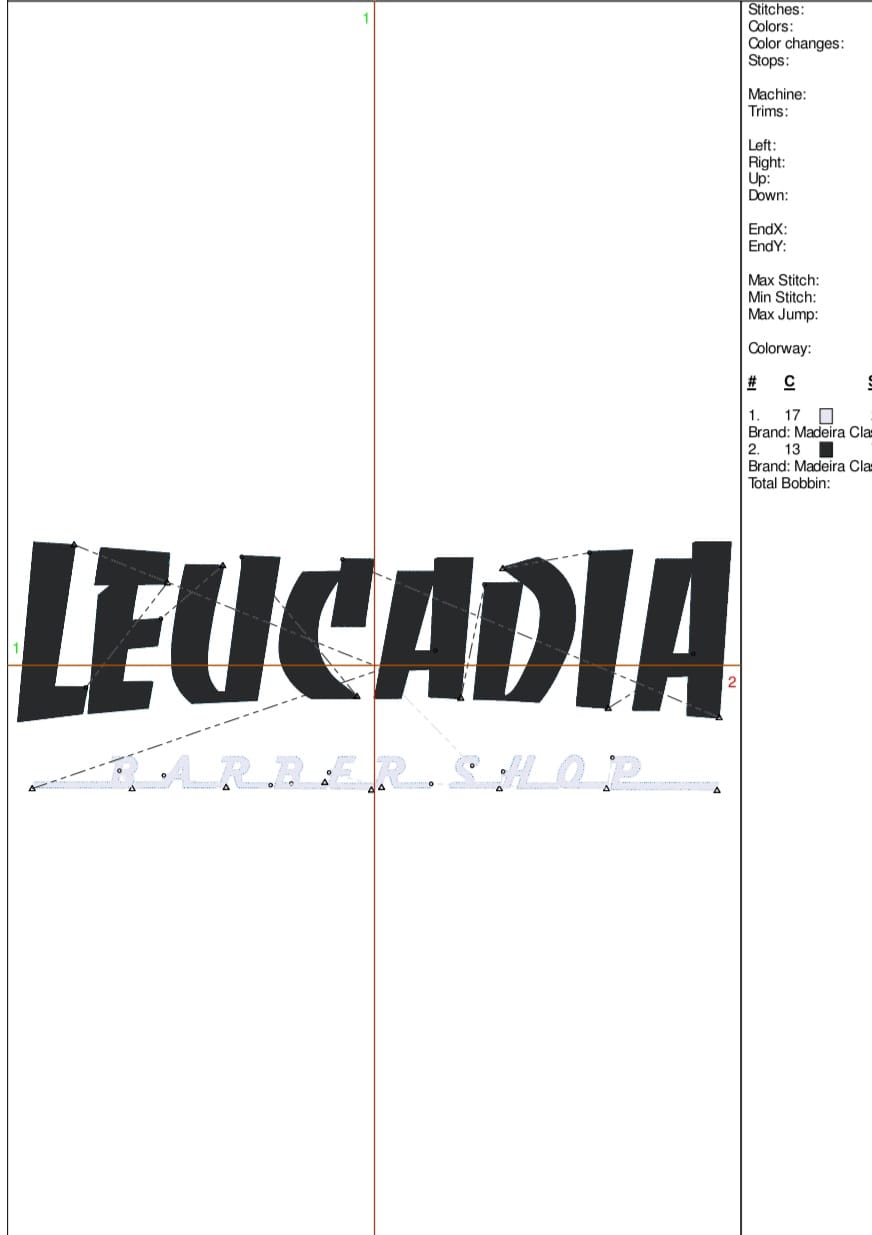 1
Stitches:
Colors:
Color changes:
Stops:
Machine:
Trims:
Left:
Right:
Up:
Down:
EndX:
EndY:
Max Stitch:
Min Stitch:
Max Jump:
Colorway:
# C
1. 17
Brand: Madeira
2. 13
Brand: Madeira
Total Bobbin:
LEUCADIA
1
2
BARBER SHOP